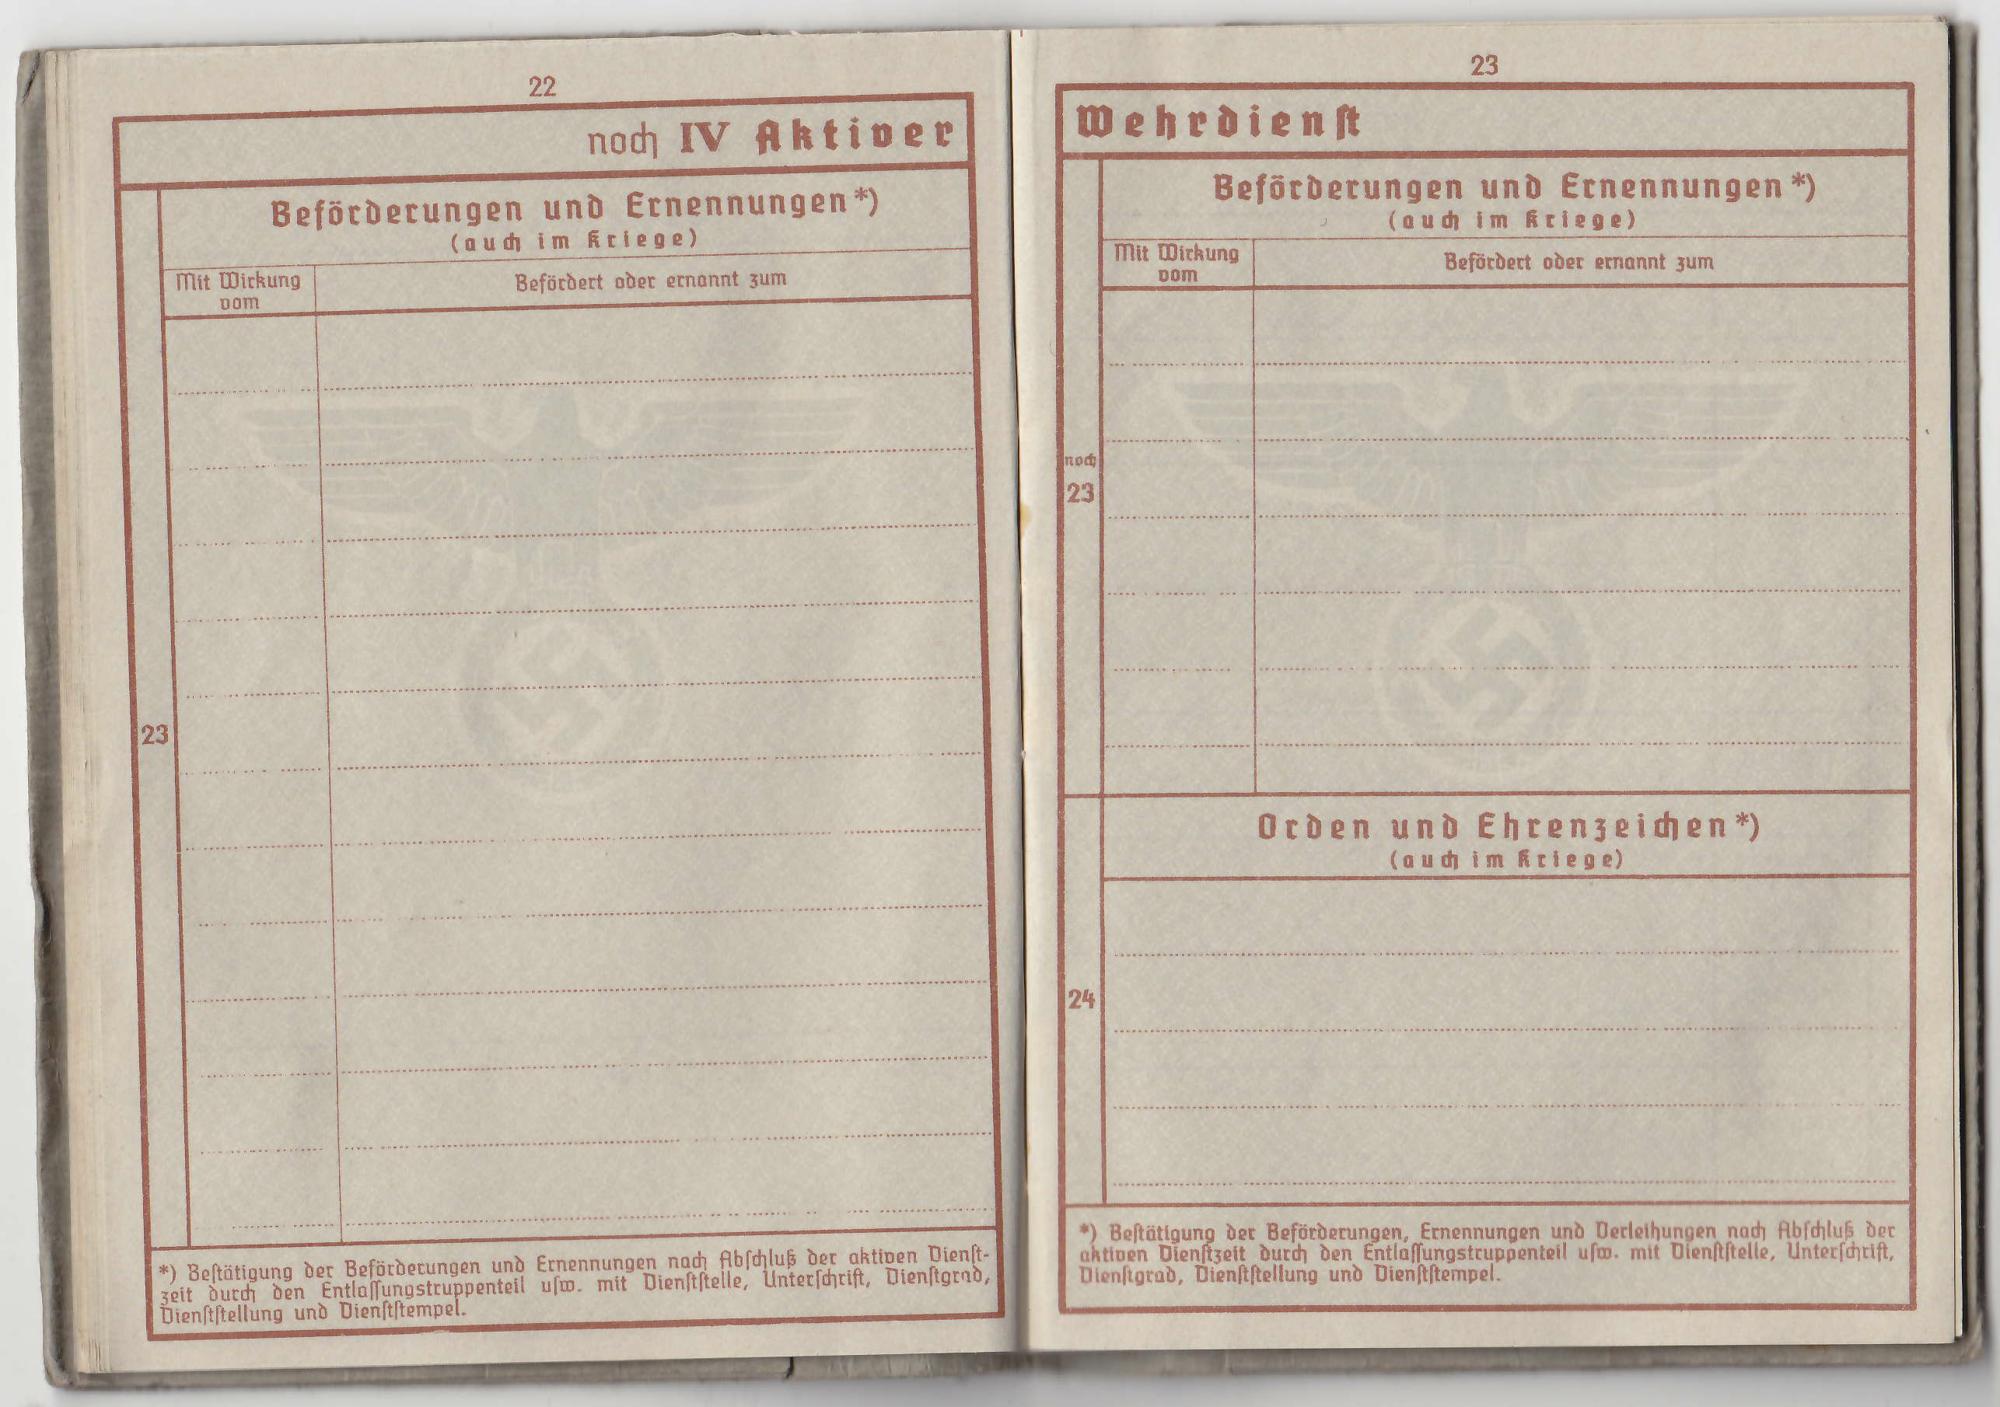 22
noch IV Aktiver
Beförderungen und Ernennungen*)
(auch im Kriege)
Mit Wirkung
vom
Befördert oder ernannt zum
23
*) Bestätigung der Beförderungen und Ernennungen nach Abschluß der aktiven Dienst-
zeit durch den Entlassungstruppenteil usw. mit Dienststelle, Unterschrift, Dienstgrad,
Dienststellung und Dienststempel.
23
Wehrdienst
Beförderungen und Ernennungen*)
(auch im Kriege)
Mit Wirkung
vom
Befördert oder ernannt zum
noch
23
Orden und Ehrenzeichen*)
(auch im Kriege)
24
*) Bestätigung der Beförderungen, Ernennungen und Verleihungen nach Abschluß der
aktiven Dienstzeit durch den Entlassungstruppenteil usw. mit Dienststelle, Unterschrift,
Dienstgrad, Dienststellung und Dienststempel.